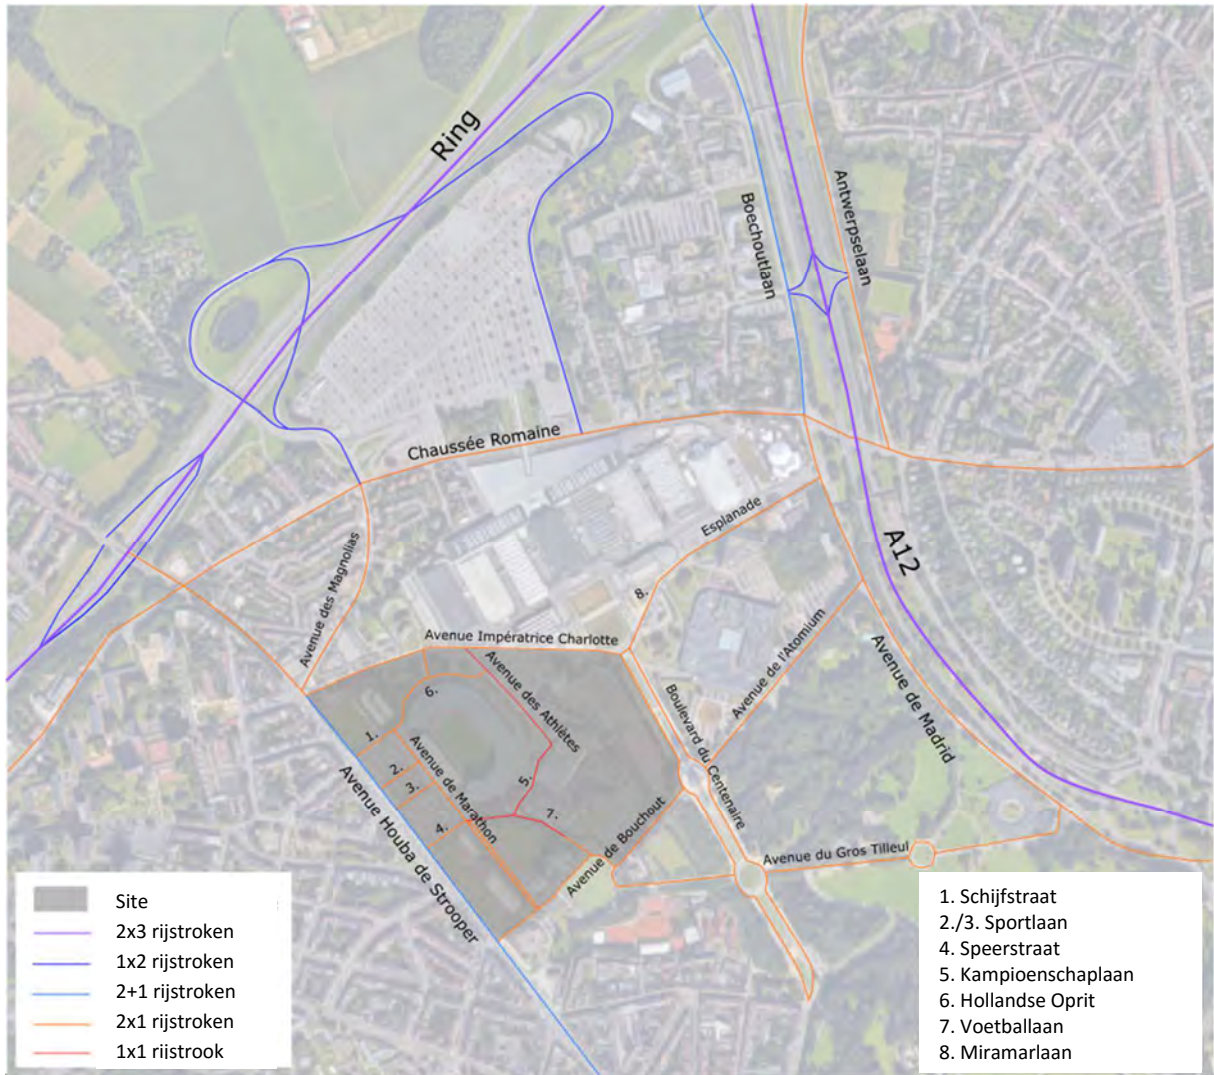 Ring
Boechoutlaan
Antwerpselaan
Chaussée Romaine
Esplanade
A12
Avenue des Magnolias
8.
Avenue Impératrice Charlotte
Avenue de l'Atomium
Avenue de Madrid
Avenue des Athlètes
6.
Boulevard du Centenaire
1.
2.
3.
4.
5.
7.
Avenue de Marathon
Avenue Houba de Strooper
Avenue de Bouchout
Avenue du Gros Tilleul
Site
2x3 rijstroken
1x2 rijstroken
2+1 rijstroken
2x1 rijstroken
1x1 rijstrook
1. Schijfstraat
2./3. Sportlaan
4. Speerstraat
5. Kampioenschaplaan
6. Hollandse Oprit
7. Voetballaan
8. Miramarlaan